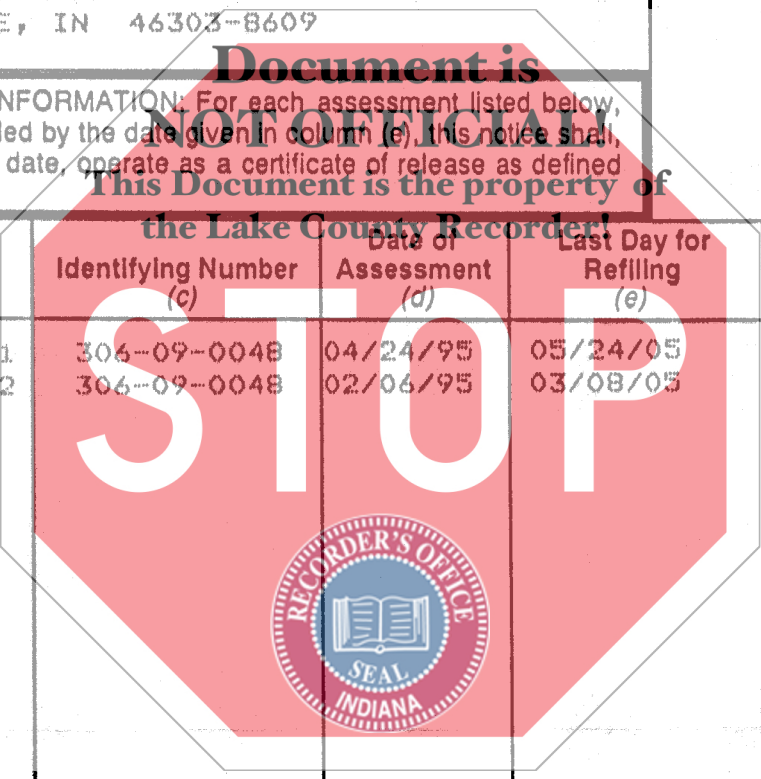 E, IN 46303-8609
Document is
NFORMATION: For each assessment listed below,
NOT OFFICIAL!
led by the date given in column (e), this notice shall,
date, operate as a certificate of release as defined
This Document is the property of
the Lake County Recorder!
Identifying Number
(c)
Date of
Assessment
(d)
Last Day for
Refiling
(e)
1 306-09-0048 04/24/95 05/24/05
2 306-09-0048 02/06/95 03/08/05
STOP
RECORDER'S OFFICE
SEAL
INDIANA